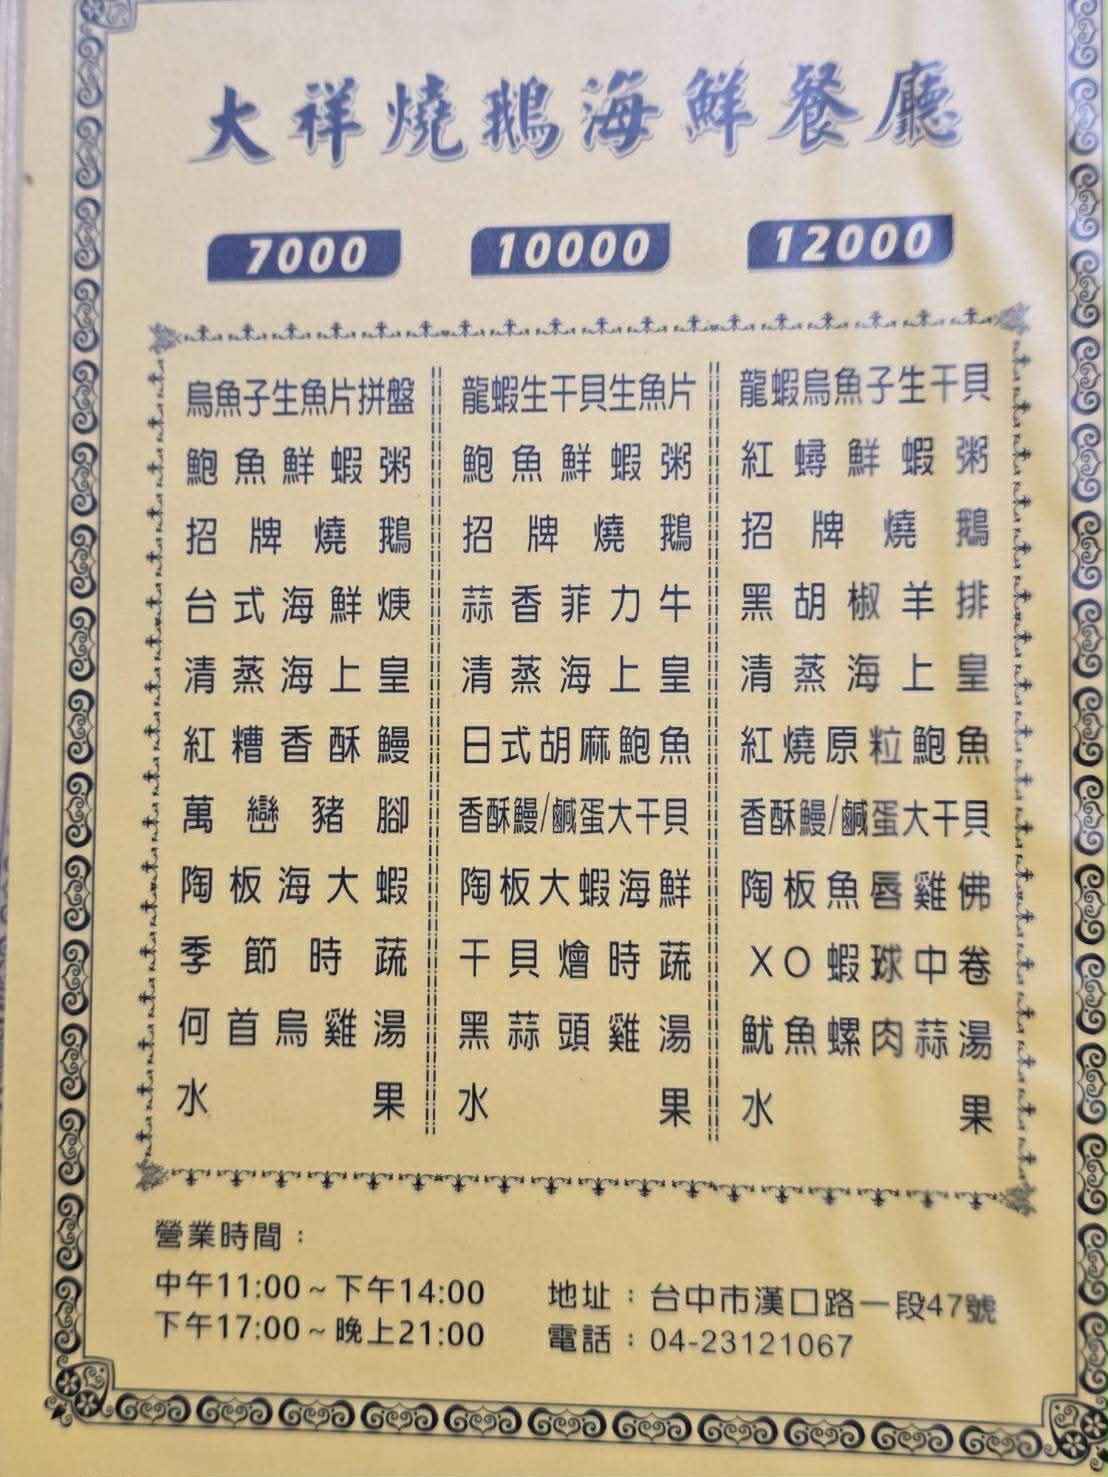 大祥燒鵝海鮮餐廳
7000
烏魚子生魚片拼盤
鮑魚鮮蝦粥
招牌燒鵝
台式海鮮焿
清蒸海上皇
紅糟香酥鰻
萬巒豬腳
陶板海大蝦
季節時蔬
何首烏雞湯
水果
10000
龍蝦生干貝生魚片
鮑魚鮮蝦粥
招牌燒鵝
蒜香菲力牛
清蒸海上皇
日式胡麻鮑魚
香酥鰻/鹹蛋大干貝
陶板大蝦海鮮
干貝燴時蔬
黑蒜頭雞湯
水果
12000
龍蝦烏魚子生干貝
紅蟳鮮蝦粥
招牌燒鵝
黑胡椒羊排
清蒸海上皇
紅燒原粒鮑魚
香酥鰻/鹹蛋大干貝
陶板魚唇雞佛
XO蝦球中卷
魷魚螺肉蒜湯
水果
營業時間：
中午11:00~下午14:00
下午17:00~晚上21:00
地址：台中市漢口路一段47號
電話：04-23121067